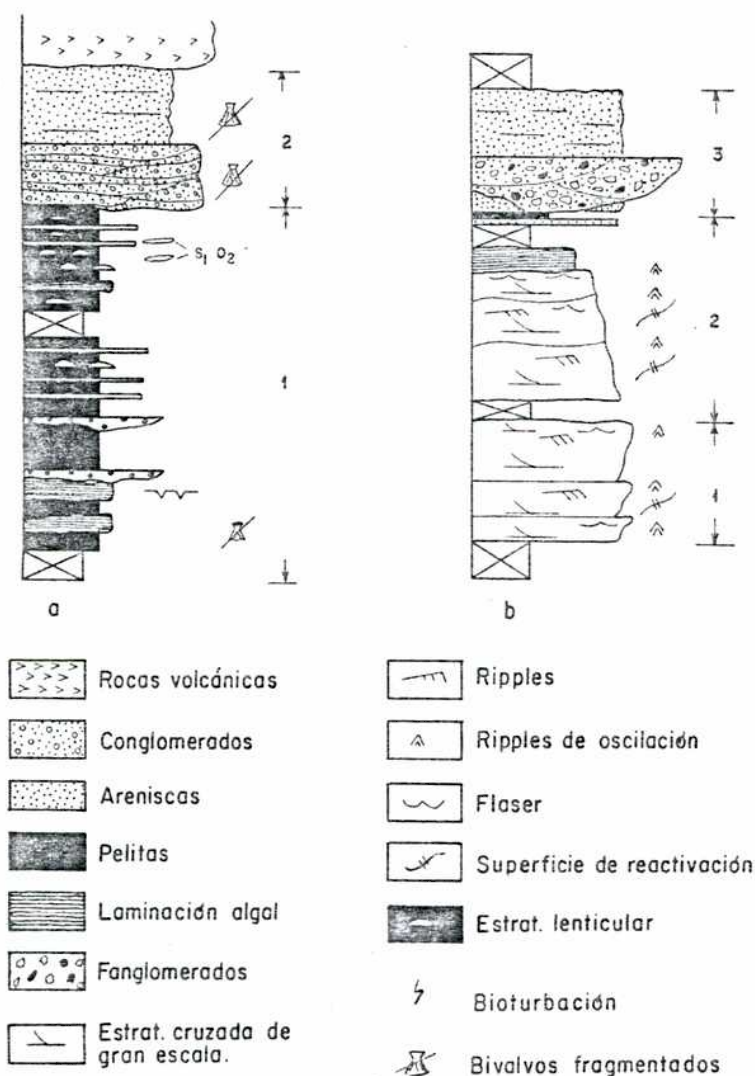 2
S₁ O₂
1
a
3
2
1
b
Rocas volcánicas
Conglomerados
Areniscas
Pelitas
Laminación algal
Fanglomerados
Estrat. cruzada de
gran escala.
Ripples
Ripples de oscilación
Flaser
Superficie de reactivación
Estrat. lenticular
Bioturbación
Bivalvos fragmentados